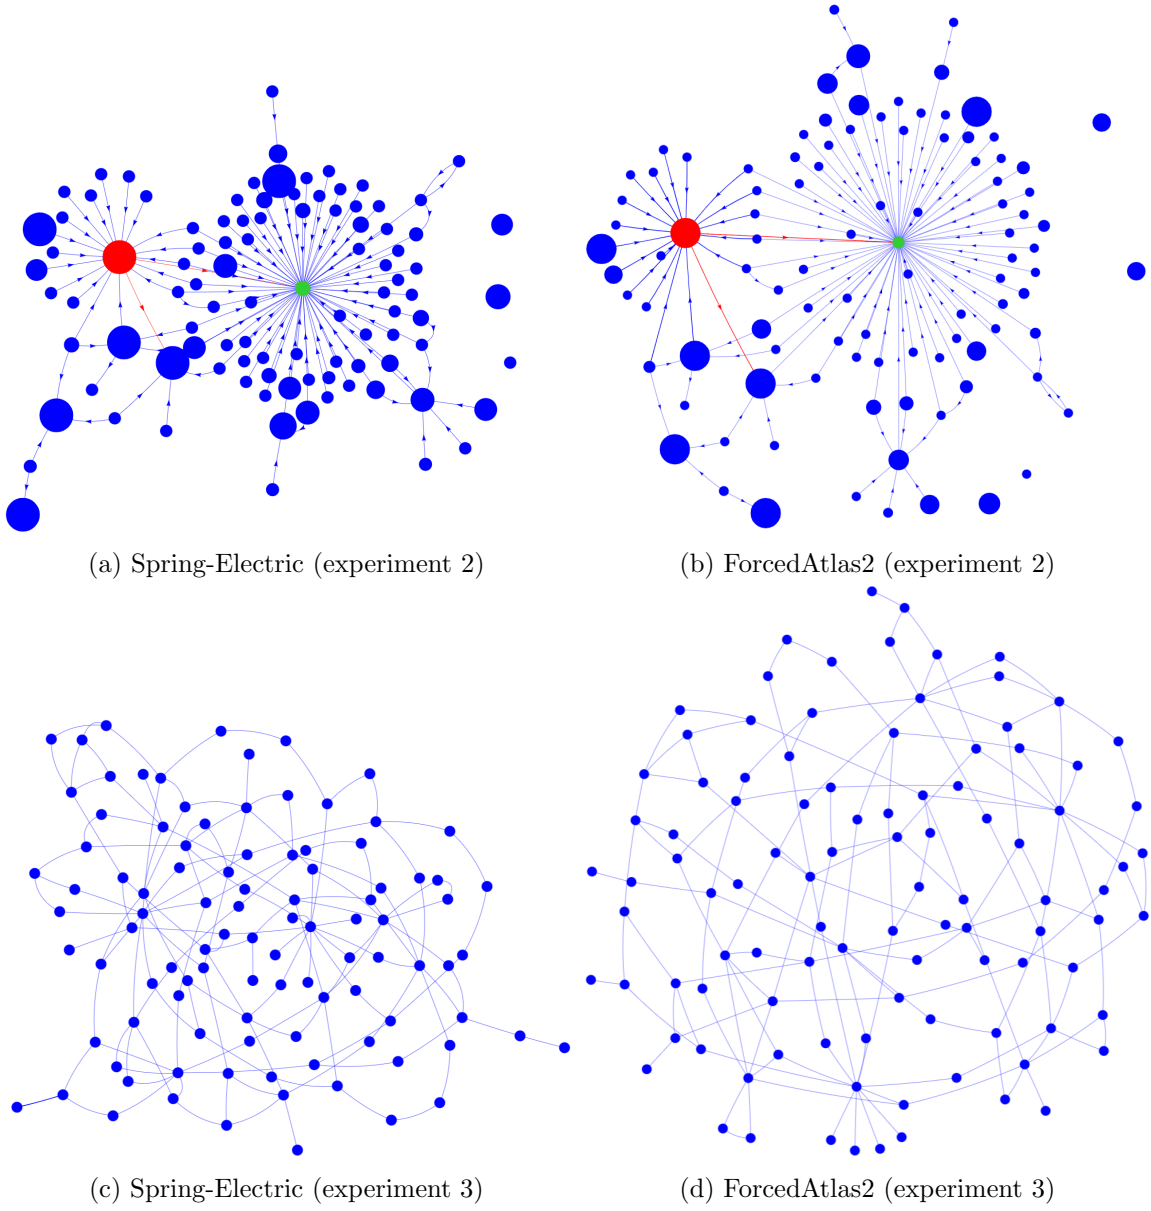 (a) Spring-Electric (experiment 2)
(b) ForcedAtlas2 (experiment 2)
(c) Spring-Electric (experiment 3)
(d) ForcedAtlas2 (experiment 3)